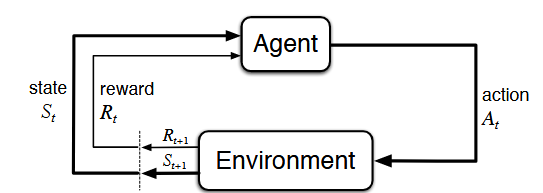 Agent
state
S_t
reward
R_t
action
A_t
R_{t+1}
S_{t+1}
Environment